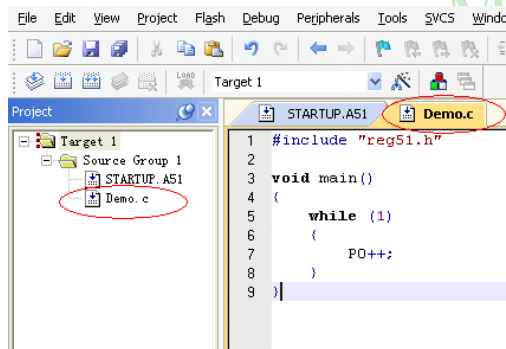 File Edit View Project Flash Debug Peripherals Tools SVCS Windo
LOAD Target 1
Project
STARTUP.A51 Demo.c
Target 1
Source Group 1
STARTUP.A51
Demo.c
1 #include "reg51.h"
2
3 void main()
4 {
5 while (1)
6 {
7 P0++;
8 }
9 }